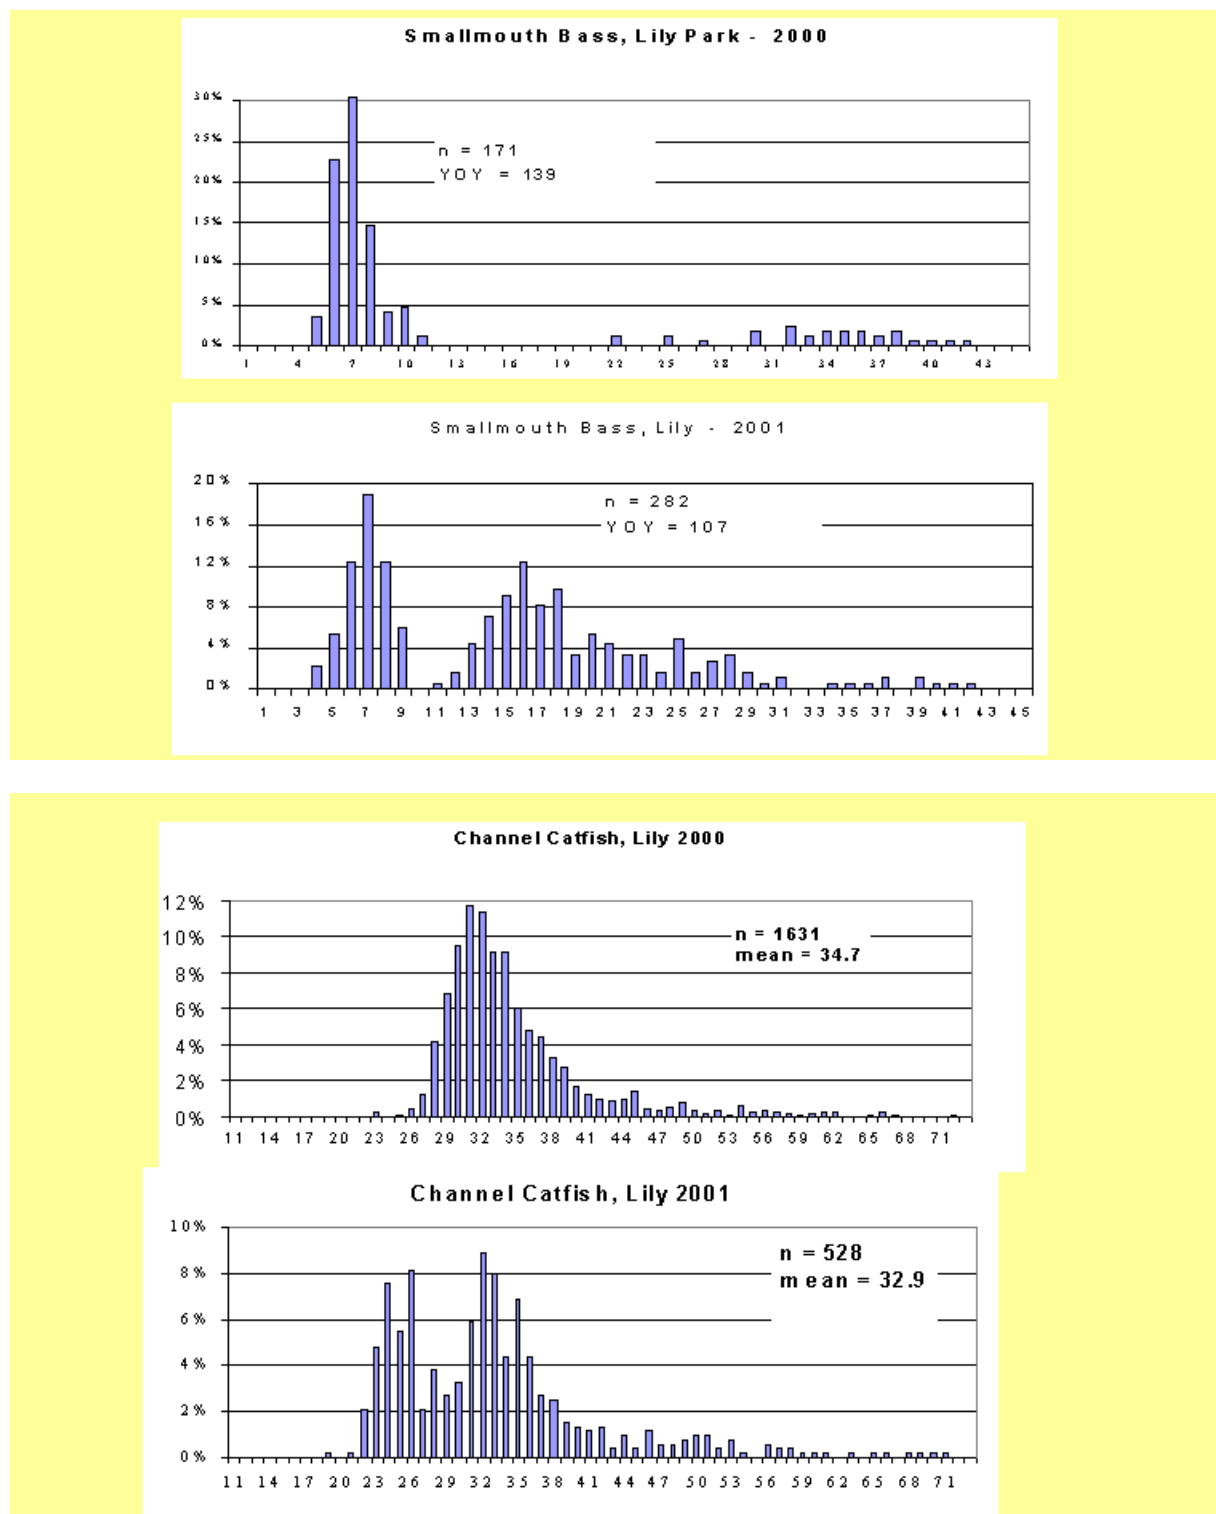 Smallmouth Bass, Lily Park - 2000
30%
25%
n = 171
YOY = 139
20%
15%
10%
5%
0%
1 4 7 10 13 16 19 22 25 28 31 34 37 40 43
Smallmouth Bass, Lily - 2001
20%
n = 282
16%
YOY = 107
12%
8%
4%
0%
1 3 5 7 9 11 13 15 17 19 21 23 25 27 29 31 33 35 37 39 41 43 45
Channel Catfish, Lily 2000
12%
10%
n = 1631
mean = 34.7
8%
6%
4%
2%
0%
11 14 17 20 23 26 29 32 35 38 41 44 47 50 53 56 59 62 65 68 71
Channel Catfish, Lily 2001
10%
n = 528
8%
mean = 32.9
6%
4%
2%
0%
11 14 17 20 23 26 29 32 35 38 41 44 47 50 53 56 59 62 65 68 71